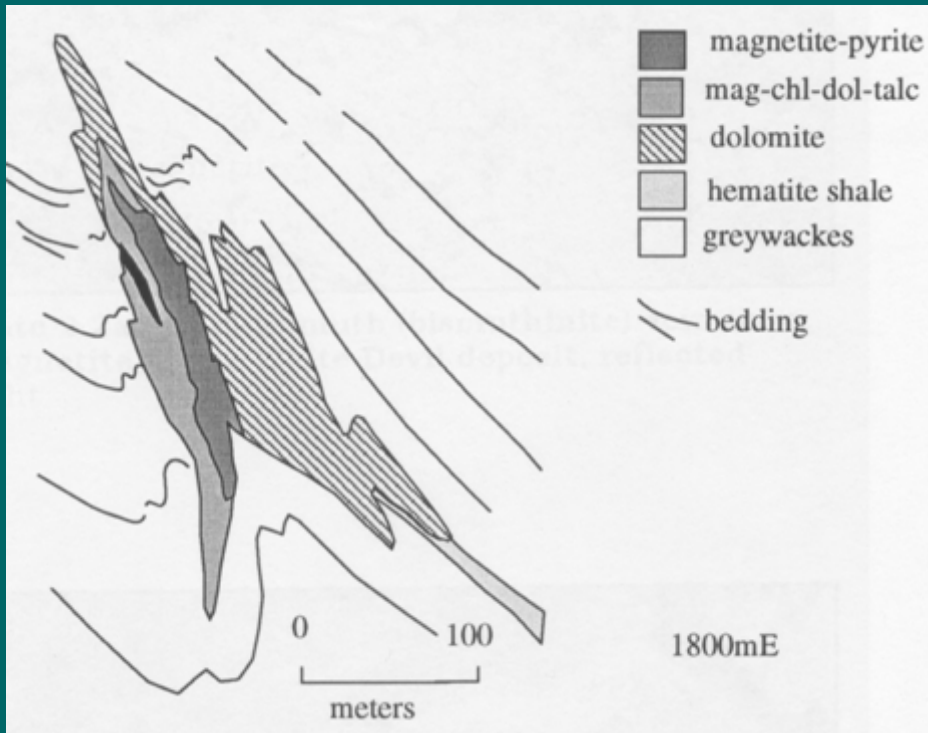 magnetite-pyrite
mag-chl-dol-talc
dolomite
hematite shale
greywackes
bedding
0 100
meters
1800mE